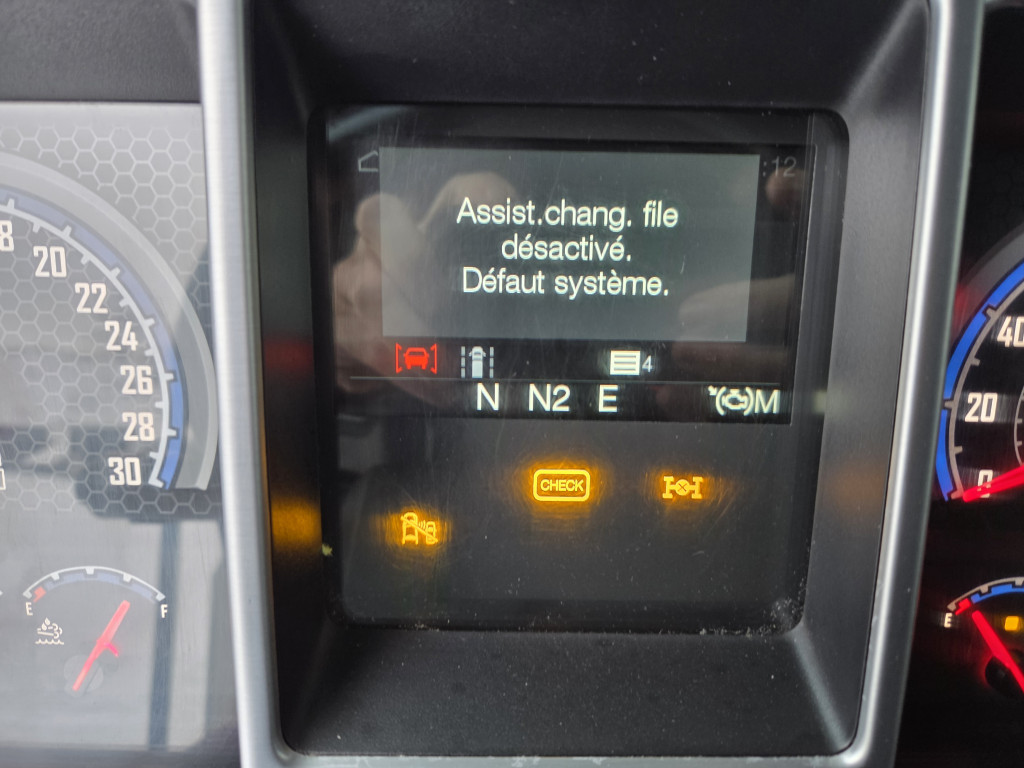 :12
Assist.chang. file
désactivé.
Défaut système.
4
N N2 E M
CHECK
20
22
24
26
28
30
E F
40
20
0
E